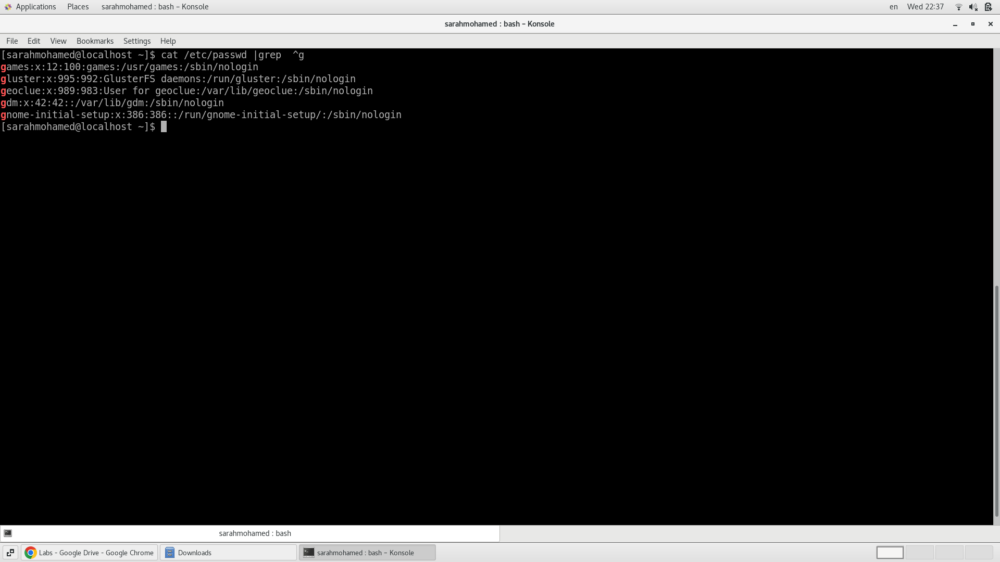 Applications Places sarahmohamed : bash – Konsole en Wed 22:37
sarahmohamed : bash – Konsole
File Edit View Bookmarks Settings Help
[sarahmohamed@localhost ~]$ cat /etc/passwd |grep  ^g
games:x:12:100:games:/usr/games:/sbin/nologin
gluster:x:995:992:GlusterFS daemons:/run/gluster:/sbin/nologin
geoclue:x:989:983:User for geoclue:/var/lib/geoclue:/sbin/nologin
gdm:x:42:42::/var/lib/gdm:/sbin/nologin
gnome-initial-setup:x:386:386::/run/gnome-initial-setup/:/sbin/nologin
[sarahmohamed@localhost ~]$
sarahmohamed : bash
Labs - Google Drive - Google Chrome Downloads sarahmohamed : bash – Konsole